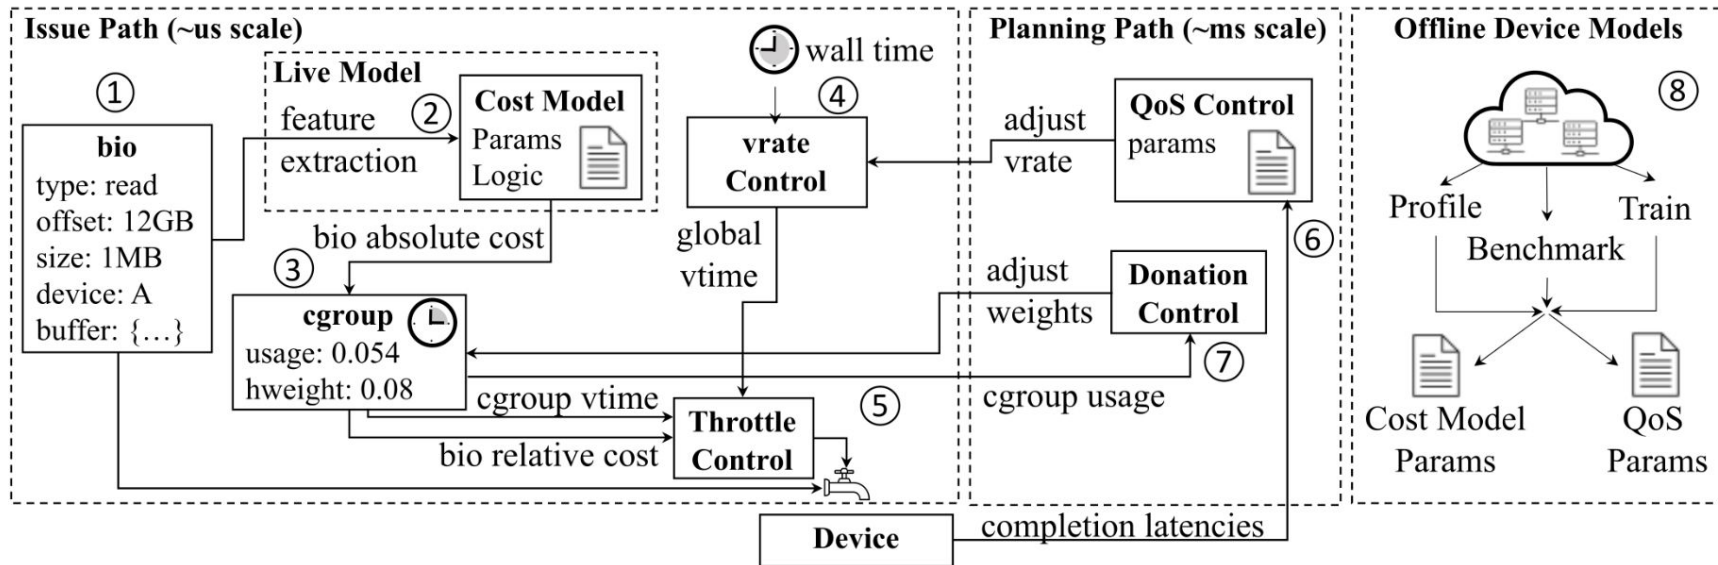 Issue Path (~us scale)
①
bio
type: read
offset: 12GB
size: 1MB
device: A
buffer: {...}
Live Model
feature
extraction
②
Cost Model
Params
Logic
bio absolute cost
③
cgroup
usage: 0.054
hweight: 0.08
cgroup vtime
bio relative cost
wall time
④
vrate
Control
global
vtime
⑤
Throttle
Control
Device
completion latencies
Planning Path (~ms scale)
adjust
vrate
QoS Control
params
⑥
adjust
weights
Donation
Control
⑦
cgroup usage
Offline Device Models
⑧
Profile
Benchmark
Train
Cost Model
Params
QoS
Params